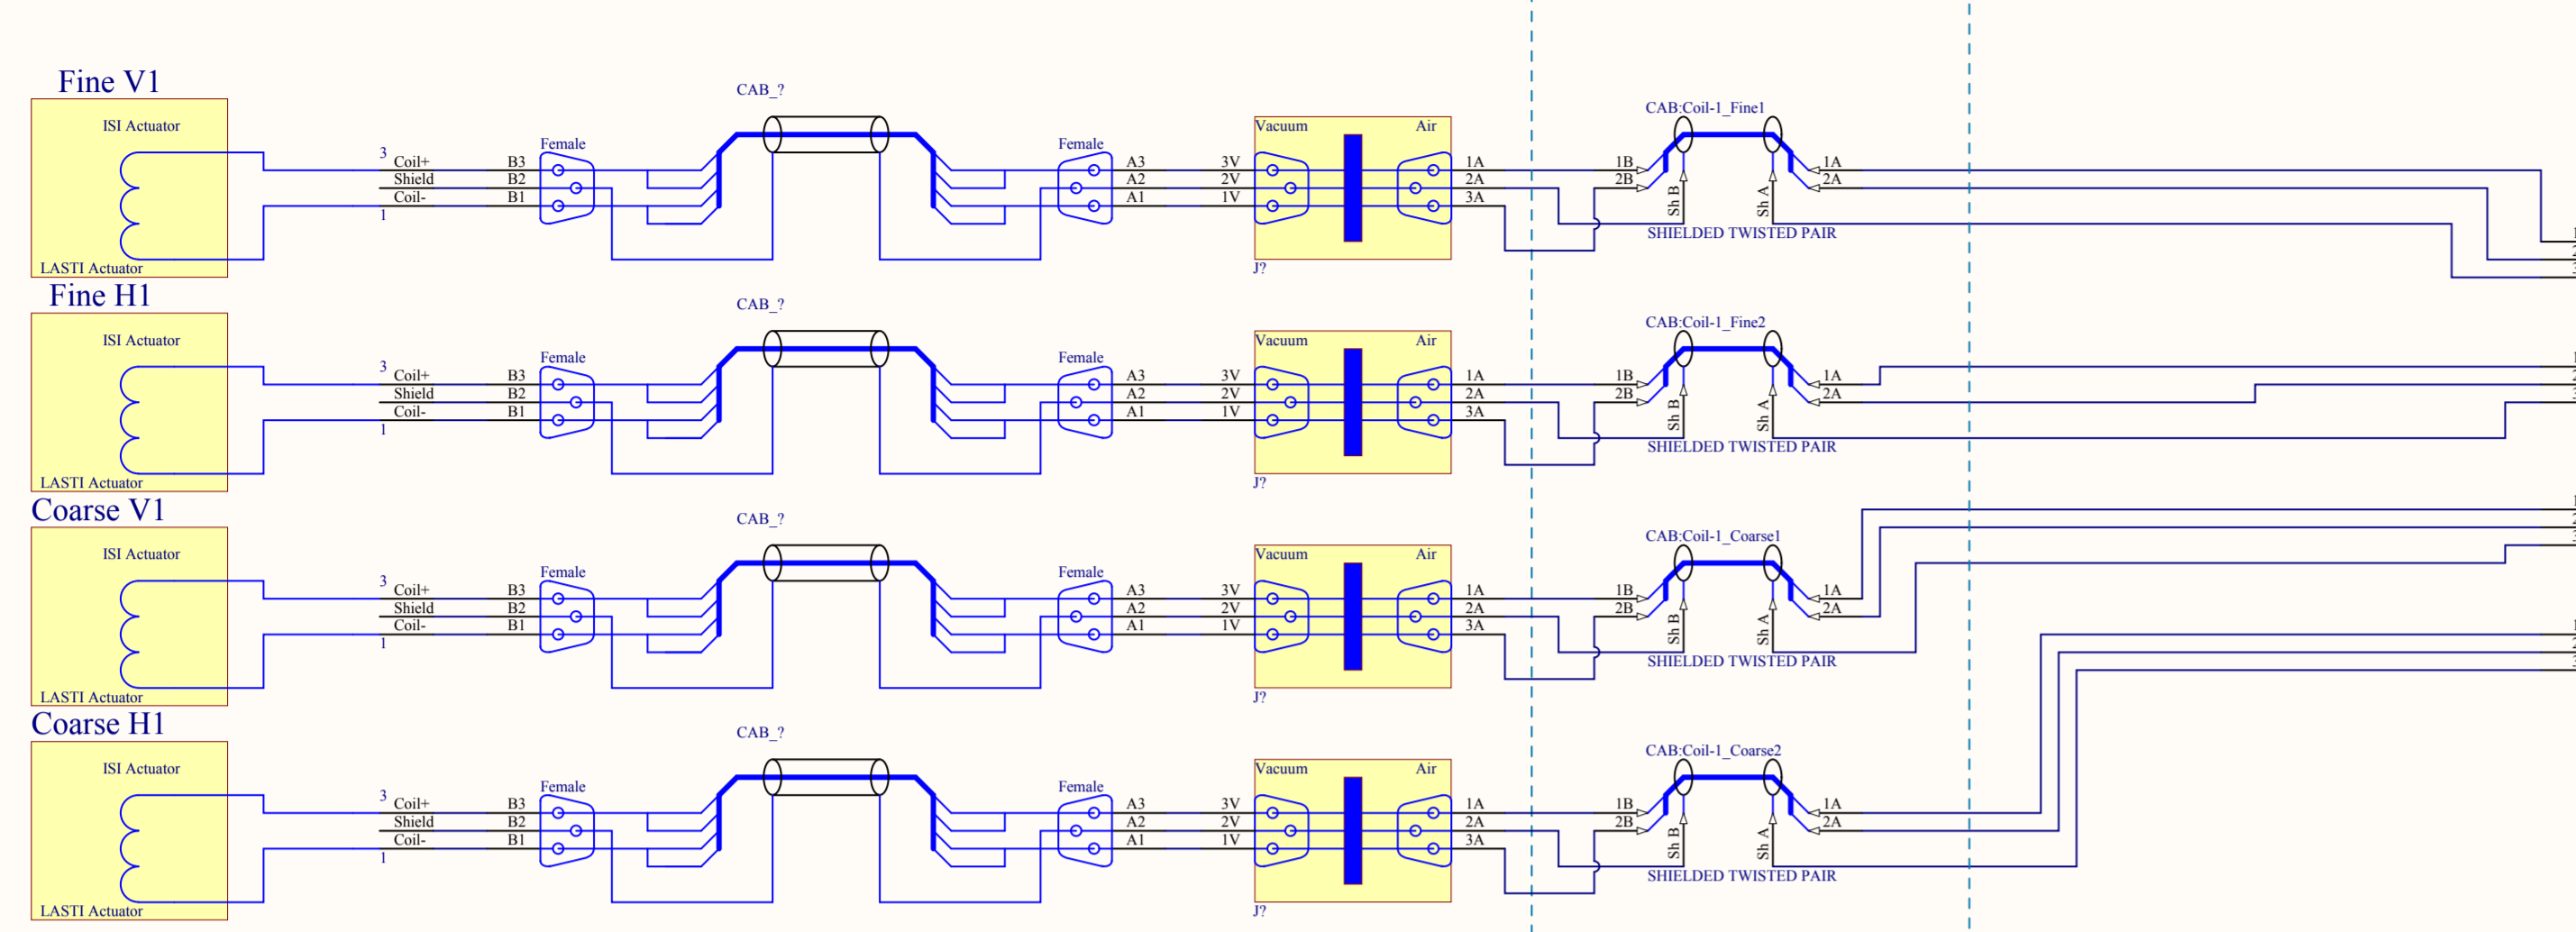 Fine V1
ISI Actuator
LASTI Actuator
3
Coil+
Shield
Coil-
1
B3
B2
B1
Female
CAB_?
Female
A3
A2
A1
3V
2V
1V
Vacuum
Air
J?
1A
2A
3A
CAB:Coil-1_Fine1
1B
2B
Sh B
Sh A
1A
2A
SHIELDED TWISTED PAIR
Fine H1
ISI Actuator
LASTI Actuator
3
Coil+
Shield
Coil-
1
B3
B2
B1
Female
CAB_?
Female
A3
A2
A1
3V
2V
1V
Vacuum
Air
J?
1A
2A
3A
CAB:Coil-1_Fine2
1B
2B
Sh B
Sh A
1A
2A
SHIELDED TWISTED PAIR
Coarse V1
ISI Actuator
LASTI Actuator
3
Coil+
Shield
Coil-
1
B3
B2
B1
Female
CAB_?
Female
A3
A2
A1
3V
2V
1V
Vacuum
Air
J?
1A
2A
3A
CAB:Coil-1_Coarse1
1B
2B
Sh B
Sh A
1A
2A
SHIELDED TWISTED PAIR
Coarse H1
ISI Actuator
LASTI Actuator
3
Coil+
Shield
Coil-
1
B3
B2
B1
Female
CAB_?
Female
A3
A2
A1
3V
2V
1V
Vacuum
Air
J?
1A
2A
3A
CAB:Coil-1_Coarse2
1B
2B
Sh B
Sh A
1A
2A
SHIELDED TWISTED PAIR